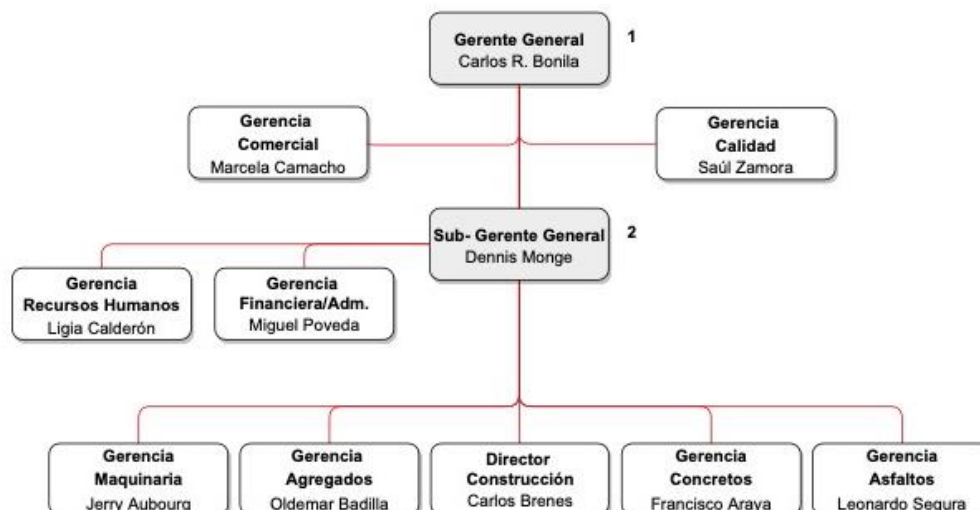 Gerente General
Carlos R. Bonila
1
Gerencia
Comercial
Marcela Camacho
Gerencia
Calidad
Saúl Zamora
Sub- Gerente General
Dennis Monge
2
Gerencia
Recursos Humanos
Ligia Calderón
Gerencia
Financiera/Adm.
Miguel Poveda
Gerencia
Maquinaria
Jerry Aubourg
Gerencia
Agregados
Oldemar Badilla
Director
Construcción
Carlos Brenes
Gerencia
Concretos
Francisco Araya
Gerencia
Asfaltos
Leonardo Segura